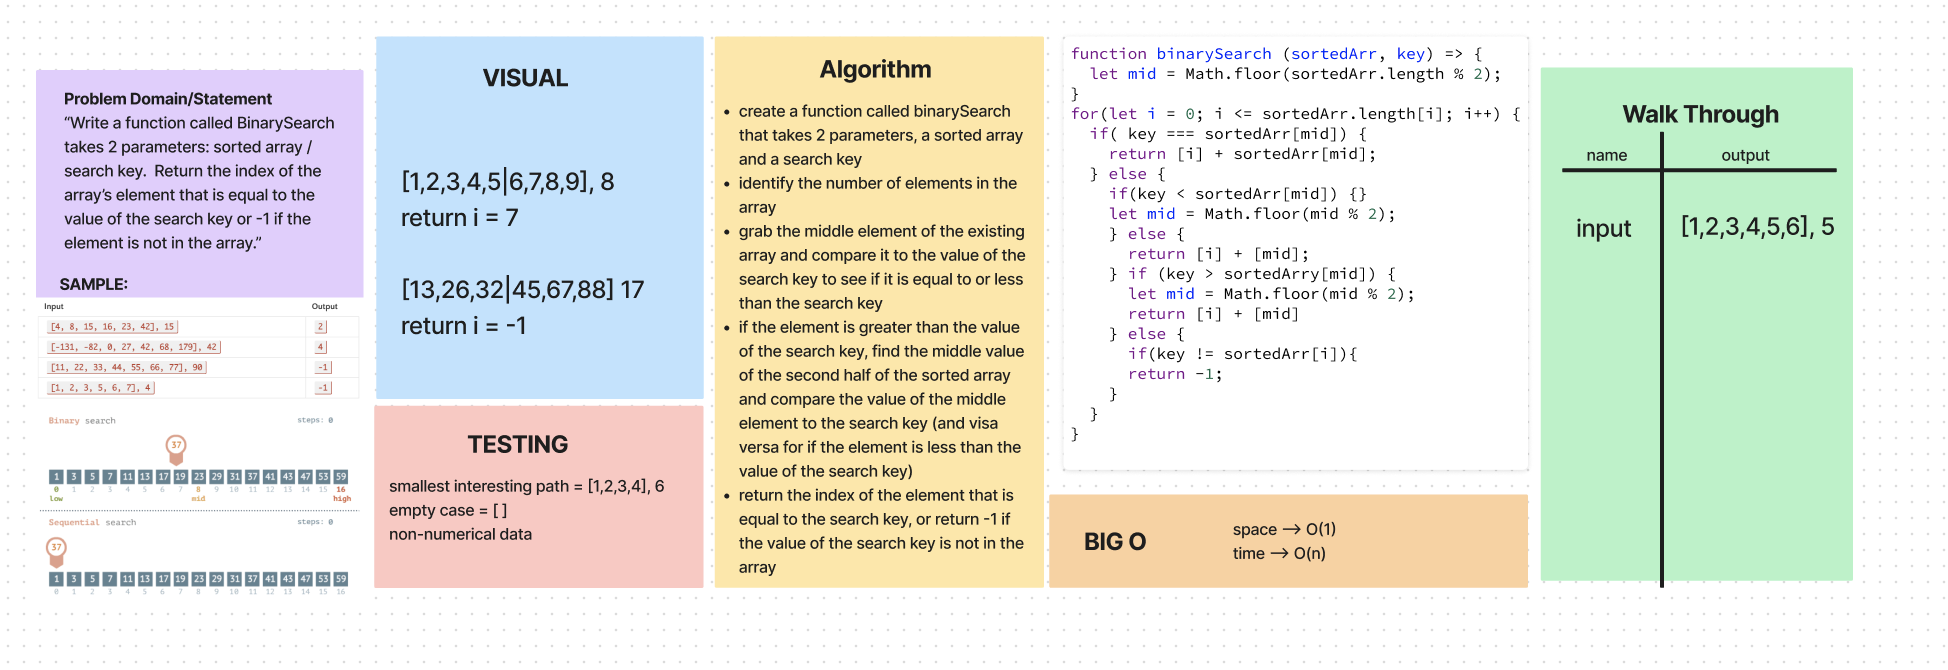 Problem Domain/Statement
“Write a function called BinarySearch
takes 2 parameters: sorted array /
search key.  Return the index of the
array’s element that is equal to the
value of the search key or -1 if the
element is not in the array.”
SAMPLE:
Input Output
[4, 8, 15, 16, 23, 42], 15 2
[-131, -82, 0, 27, 42, 68, 179], 42 4
[11, 22, 33, 44, 55, 66, 77], 90 -1
[1, 2, 3, 5, 6, 7], 4 -1
Binary search steps: 0
37
1 3 5 7 11 13 17 19 23 29 31 37 41 43 47 53 59
0 1 2 3 4 5 6 7 8 9 10 11 12 13 14 15 16
low mid high
Sequential search steps: 0
37
1 3 5 7 11 13 17 19 23 29 31 37 41 43 47 53 59
0 1 2 3 4 5 6 7 8 9 10 11 12 13 14 15 16
VISUAL
[1,2,3,4,5|6,7,8,9], 8
return i = 7
[13,26,32|45,67,88] 17
return i = -1
TESTING
smallest interesting path = [1,2,3,4], 6
empty case = [ ]
non-numerical data
Algorithm
• create a function called binarySearch
that takes 2 parameters, a sorted array
and a search key
• identify the number of elements in the
array
• grab the middle element of the existing
array and compare it to the value of the
search key to see if it is equal to or less
than the search key
• if the element is greater than the value
of the search key, find the middle value
of the second half of the sorted array
and compare the value of the middle
element to the search key (and visa
versa for if the element is less than the
value of the search key)
• return the index of the element that is
equal to the search key, or return -1 if
the value of the search key is not in the
array
function binarySearch (sortedArr, key) => {
let mid = Math.floor(sortedArr.length % 2);
}
for(let i = 0; i <= sortedArr.length[i]; i++) {
if( key === sortedArr[mid]) {
return [i] + sortedArr[mid];
} else {
if(key < sortedArr[mid]) {}
let mid = Math.floor(mid % 2);
} else {
return [i] + [mid];
} if (key > sortedArry[mid]) {
let mid = Math.floor(mid % 2);
return [i] + [mid]
} else {
if(key != sortedArr[i]){
return -1;
}
}
}
BIG O
space → O(1)
time → O(n)
Walk Through
name output
input [1,2,3,4,5,6], 5